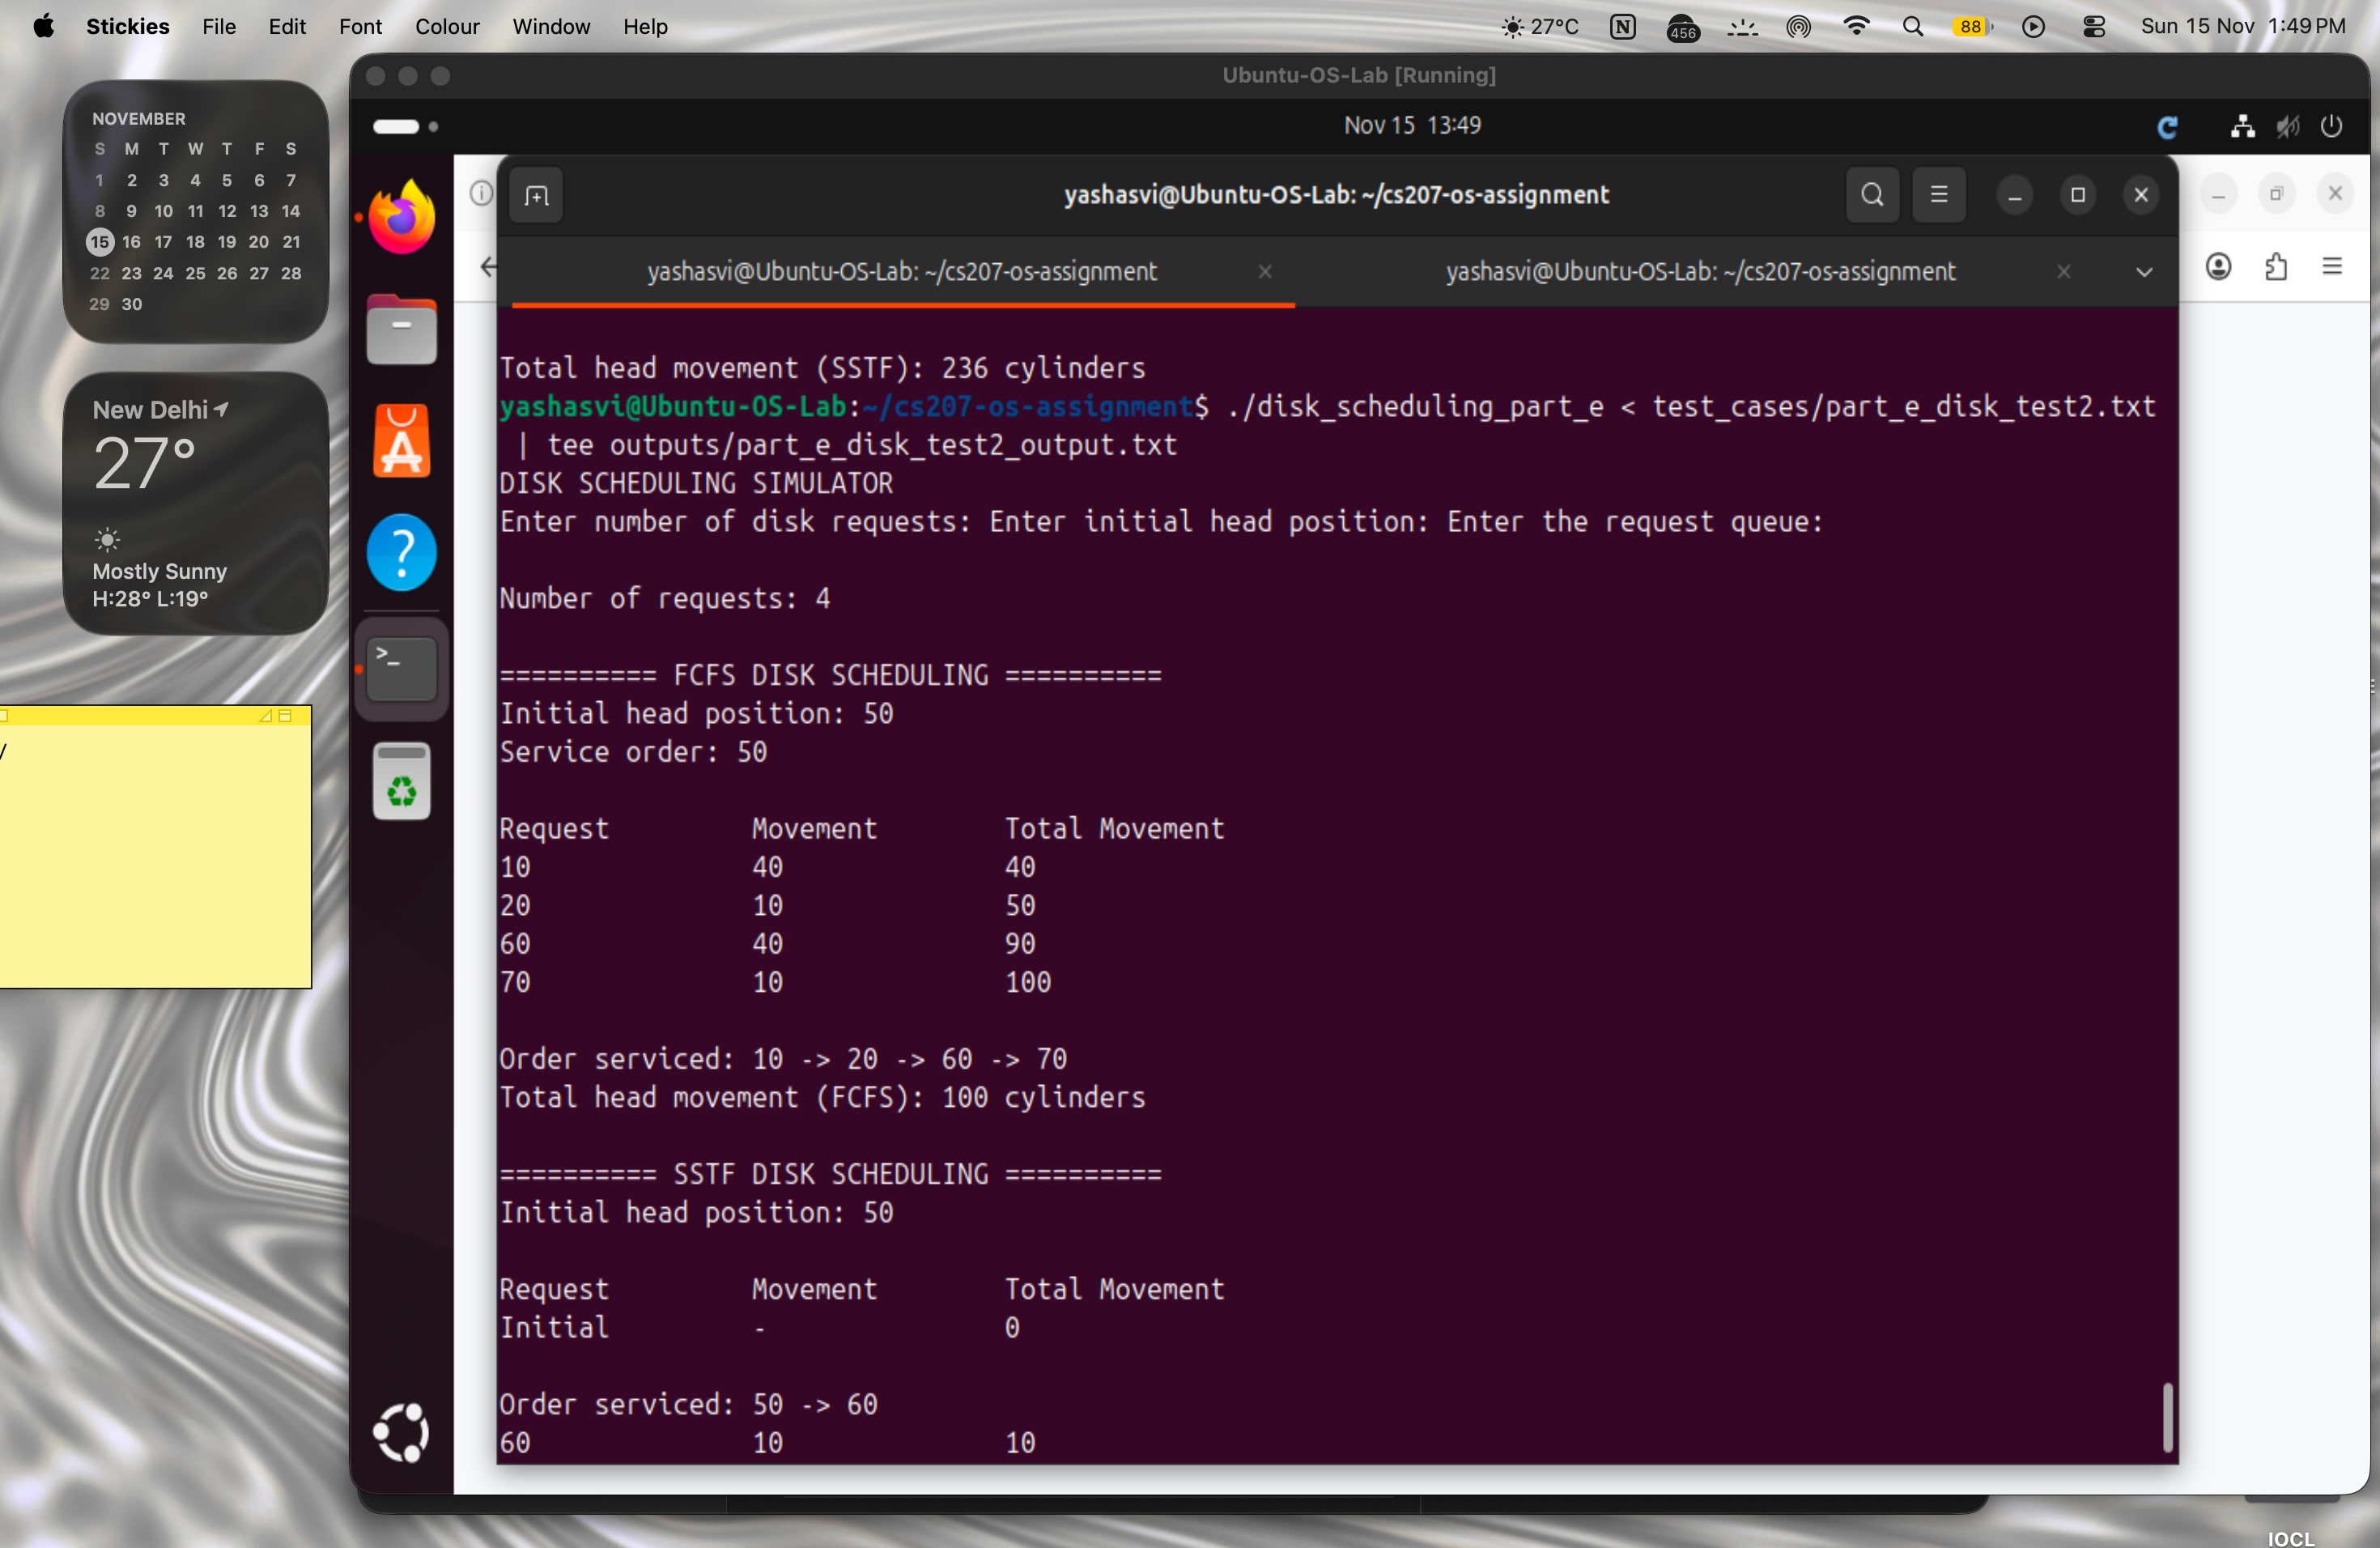 Stickies File Edit Font Colour Window Help 27°C N 456 88 Sun 15 Nov 1:49 PM
Ubuntu-OS-Lab [Running]
Nov 15 13:49
NOVEMBER
S M T W T F S
1 2 3 4 5 6 7
8 9 10 11 12 13 14
15 16 17 18 19 20 21
22 23 24 25 26 27 28
29 30
New Delhi
27°
Mostly Sunny
H:28° L:19°
/
yashasvi@Ubuntu-OS-Lab: ~/cs207-os-assignment
yashasvi@Ubuntu-OS-Lab: ~/cs207-os-assignment yashasvi@Ubuntu-OS-Lab: ~/cs207-os-assignment
Total head movement (SSTF): 236 cylinders
yashasvi@Ubuntu-OS-Lab:~/cs207-os-assignment$ ./disk_scheduling_part_e < test_cases/part_e_disk_test2.txt
| tee outputs/part_e_disk_test2_output.txt
DISK SCHEDULING SIMULATOR
Enter number of disk requests: Enter initial head position: Enter the request queue:
Number of requests: 4
========== FCFS DISK SCHEDULING ==========
Initial head position: 50
Service order: 50
Request Movement Total Movement
10 40 40
20 10 50
60 40 90
70 10 100
Order serviced: 10 -> 20 -> 60 -> 70
Total head movement (FCFS): 100 cylinders
========== SSTF DISK SCHEDULING ==========
Initial head position: 50
Request Movement Total Movement
Initial - 0
Order serviced: 50 -> 60
60 10 10
IOCL